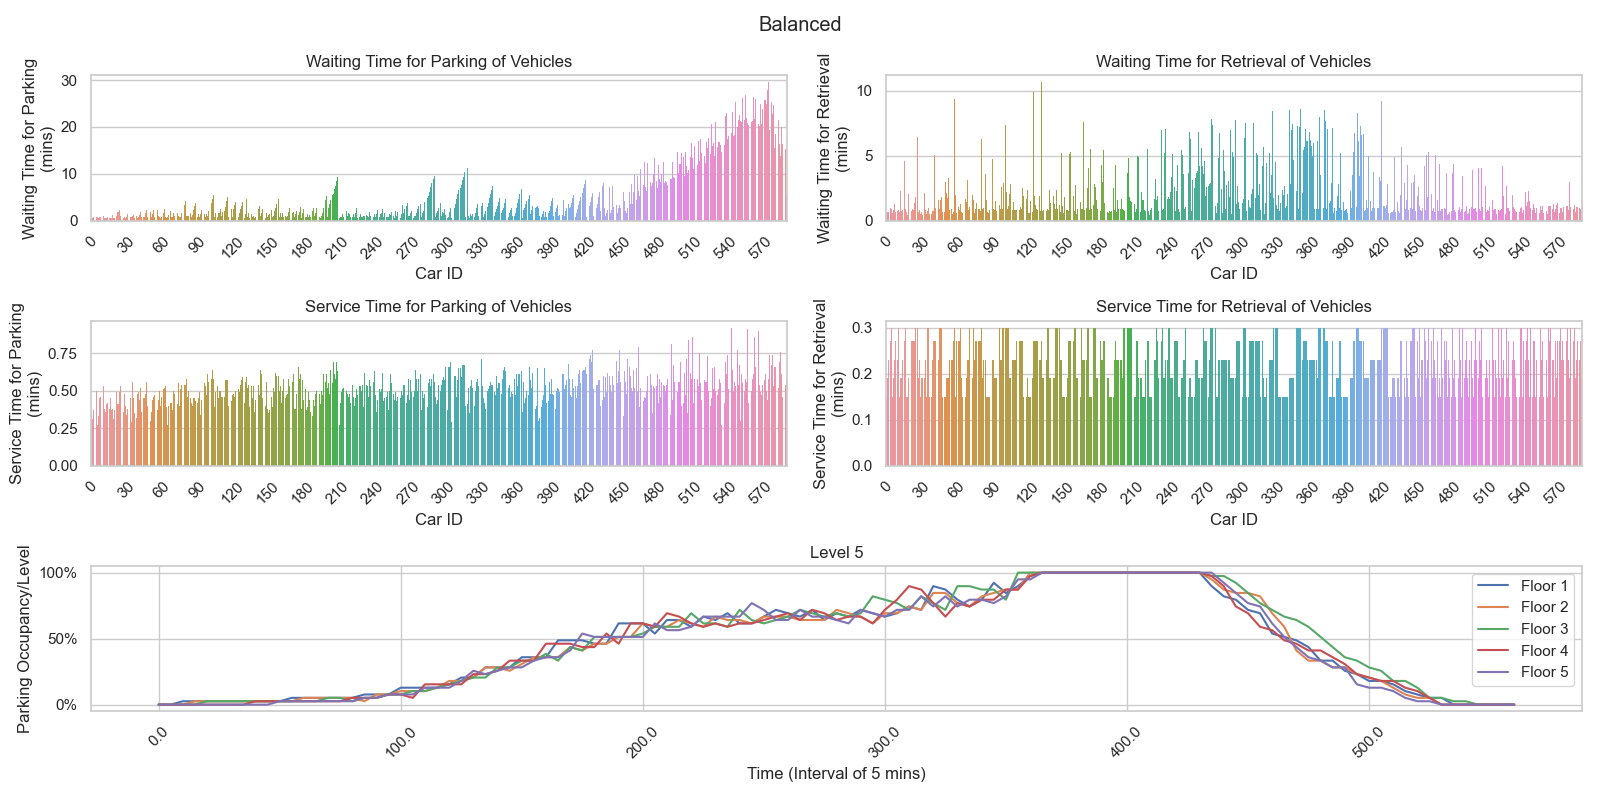 Balanced
Waiting Time for Parking of Vehicles
Waiting Time for Parking
(mins)
30
20
10
0
0 30 60 90 120 150 180 210 240 270 300 330 360 390 420 450 480 510 540 570
Car ID
Waiting Time for Retrieval of Vehicles
Waiting Time for Retrieval
(mins)
10
5
0
0 30 60 90 120 150 180 210 240 270 300 330 360 390 420 450 480 510 540 570
Car ID
Service Time for Parking of Vehicles
Service Time for Parking
(mins)
0.75
0.50
0.25
0.00
0 30 60 90 120 150 180 210 240 270 300 330 360 390 420 450 480 510 540 570
Car ID
Service Time for Retrieval of Vehicles
Service Time for Retrieval
(mins)
0.3
0.2
0.1
0.0
0 30 60 90 120 150 180 210 240 270 300 330 360 390 420 450 480 510 540 570
Car ID
Level 5
Parking Occupancy/Level
100%
50%
0%
0.0 100.0 200.0 300.0 400.0 500.0
Time (Interval of 5 mins)
Floor 1
Floor 2
Floor 3
Floor 4
Floor 5